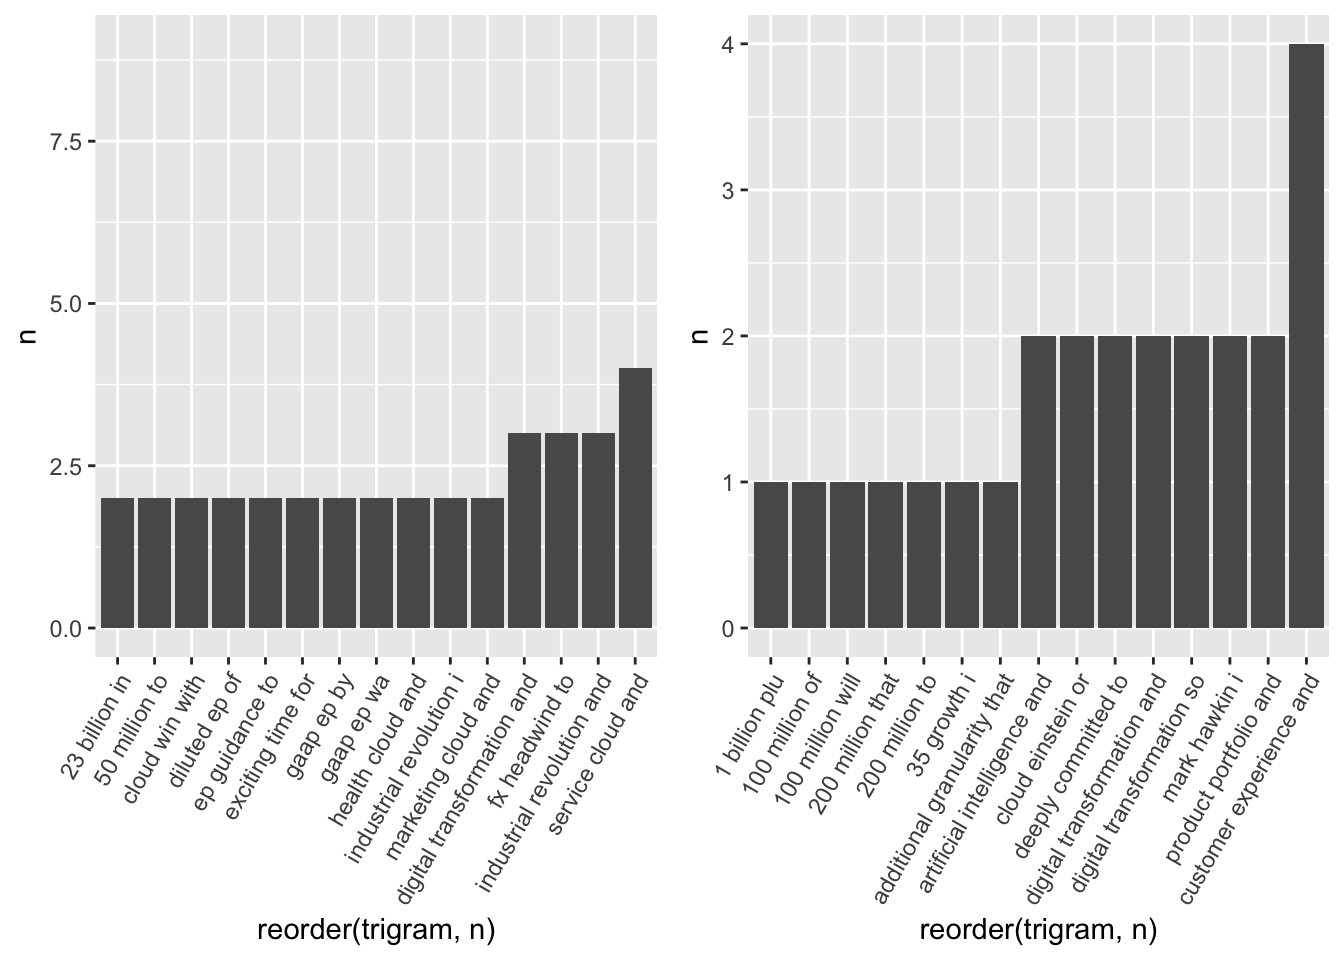 n
7.5
5.0
2.5
0.0
23 billion in
50 million to
cloud win with
diluted ep of
ep guidance to
exciting time for
gaap ep by
gaap ep wa
health cloud and
industrial revolution i
marketing cloud and
digital transformation and
fx headwind to
industrial revolution and
service cloud and
reorder(trigram, n)
n
4
3
2
1
0
1 billion plu
100 million of
100 million will
200 million that
200 million to
35 growth i
additional granularity that
artificial intelligence and
cloud einstein or
deeply committed to
digital transformation and
digital transformation so
mark hawkin i
product portfolio and
customer experience and
reorder(trigram, n)